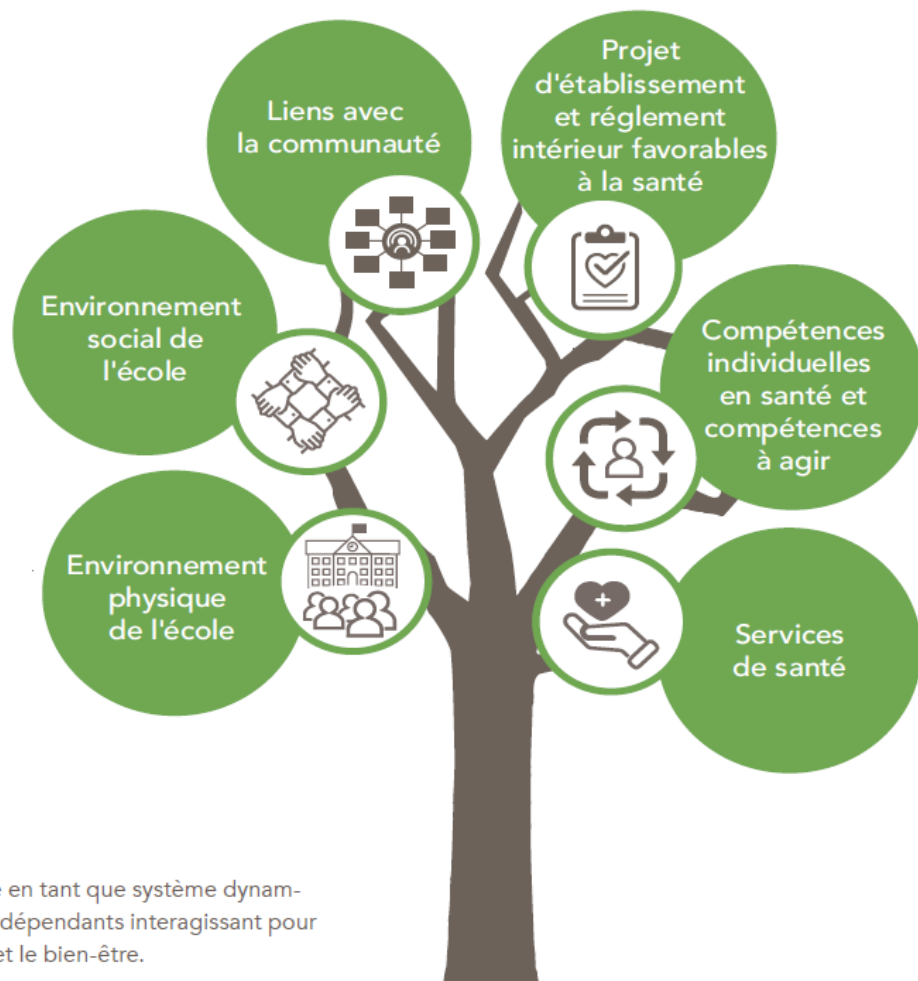 Liens avec
la communauté
Projet
d'établissement
et réglement
intérieur favorables
à la santé
Environnement
social de
l'école
Compétences
individuelles
en santé et
compétences
à agir
Environnement
physique
de l'école
Services
de santé
en tant que système dynam-
dépendants interagissant pour
et le bien-être.